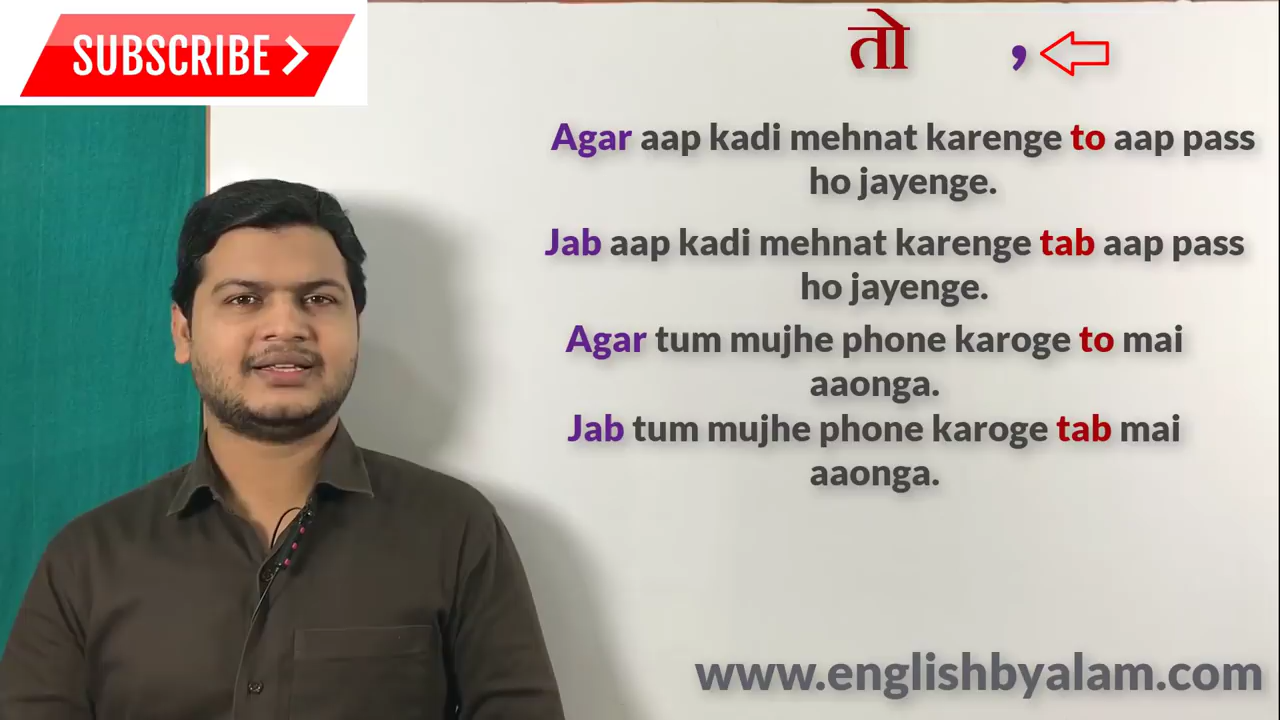 SUBSCRIBE
तो ,
Agar aap kadi mehnat karenge to aap pass
ho jayenge.
Jab aap kadi mehnat karenge tab aap pass
ho jayenge.
Agar tum mujhe phone karoge to mai
aaonga.
Jab tum mujhe phone karoge tab mai
aaonga.
www.englishbyalam.com